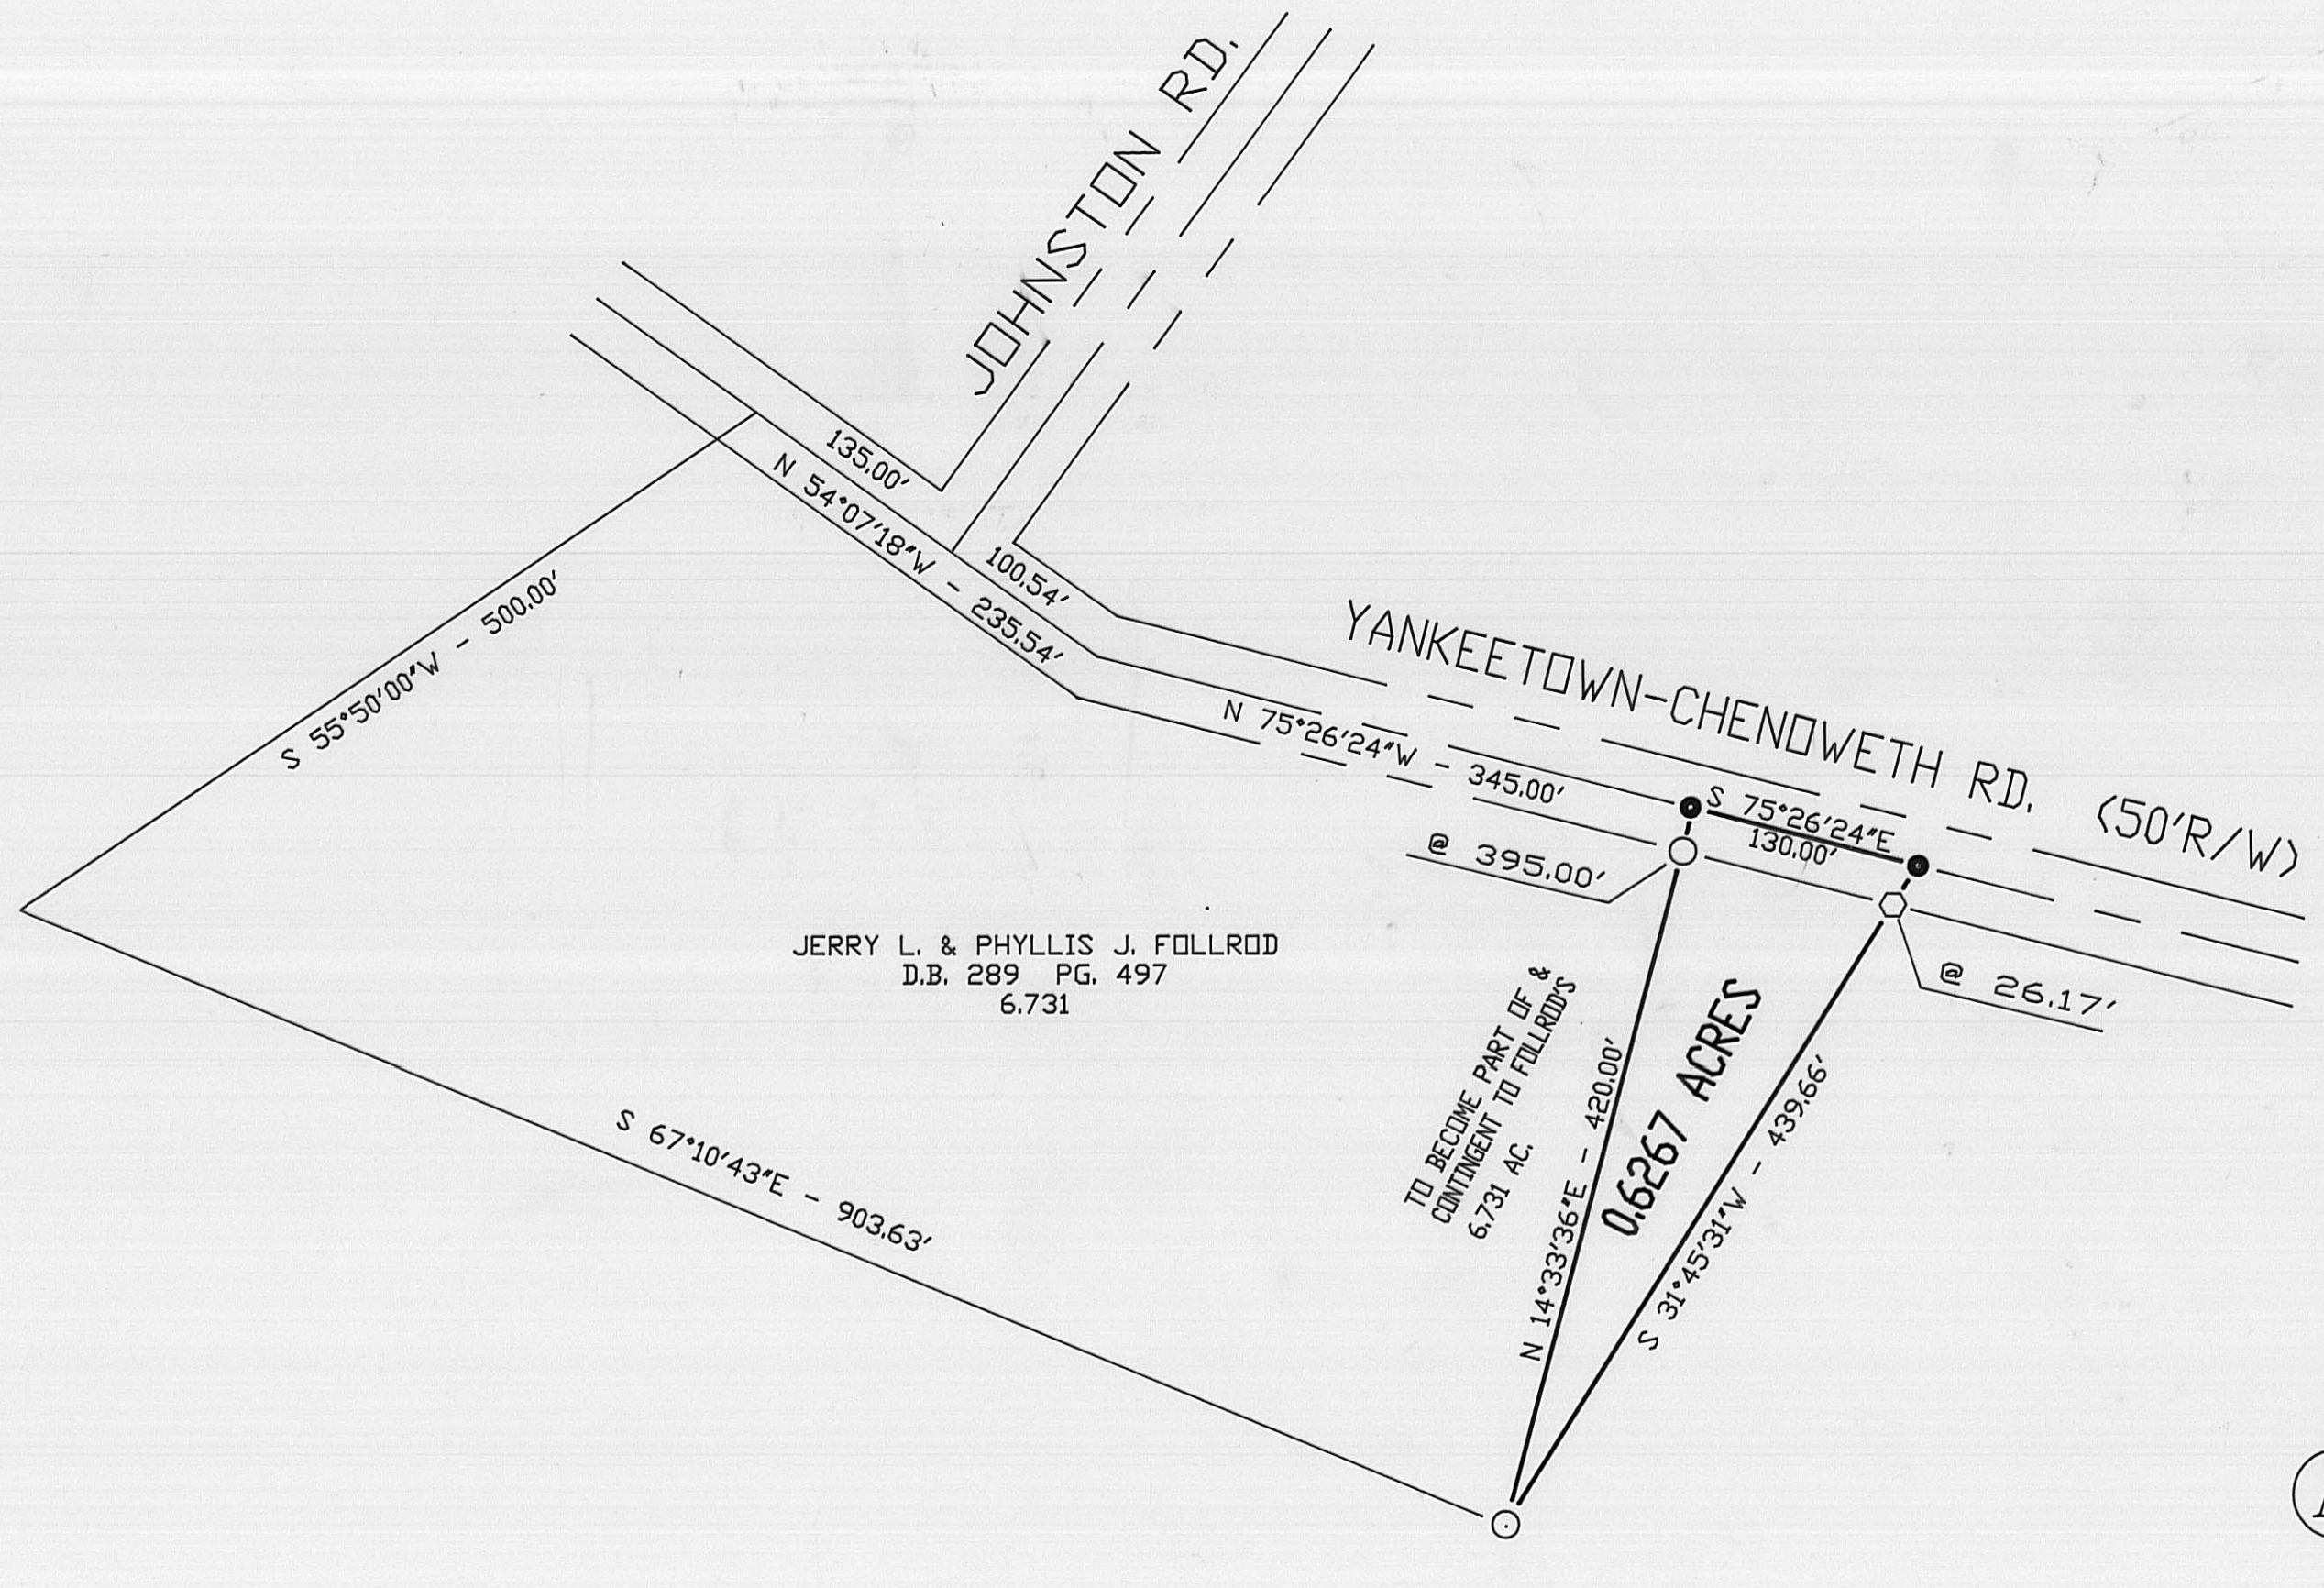 JOHNSTON RD.
135.00'
N 54°07'18"W - 235.54'
100.54'
S 55°50'00"W - 500.00'
YANKEETOWN-CHENOWETH RD. (50'R/W)
N 75°26'24"W - 345.00'
S 75°26'24"E
130.00'
@ 395.00'
@ 26.17'
JERRY L. & PHYLLIS J. FOLLROD
D.B. 289 PG. 497
6.731
TO BECOME PART OF &
CONTINGENT TO FOLLROD'S
6.731 AC.
N 14°33'36"E - 420.00'
0.6267 ACRES
S 31°45'31"W - 439.66'
S 67°10'43"E - 903.63'